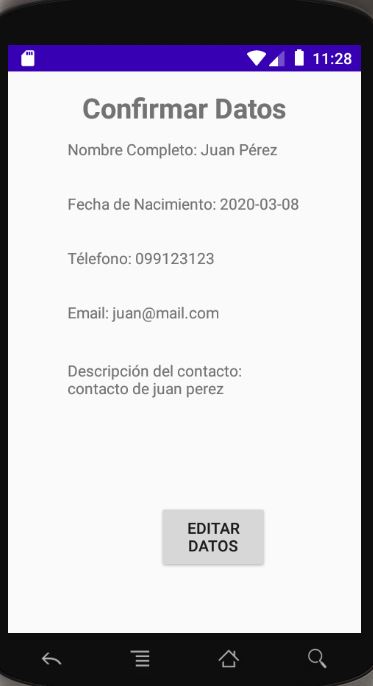 11:28
Confirmar Datos
Nombre Completo: Juan Pérez
Fecha de Nacimiento: 2020-03-08
Télefono: 099123123
Email: juan@mail.com
Descripción del contacto:
contacto de juan perez
EDITAR
DATOS